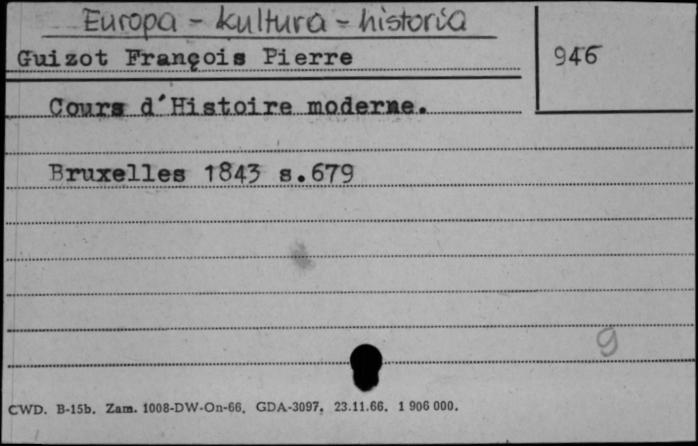 Europa - kultura - historia
Guizot François Pierre
946
Cours d'Histoire moderne.
Bruxelles 1843 s.679
9
CWD. B-15b. Zam. 1008-DW-On-66. GDA-3097. 23.11.66. 1 906 000.